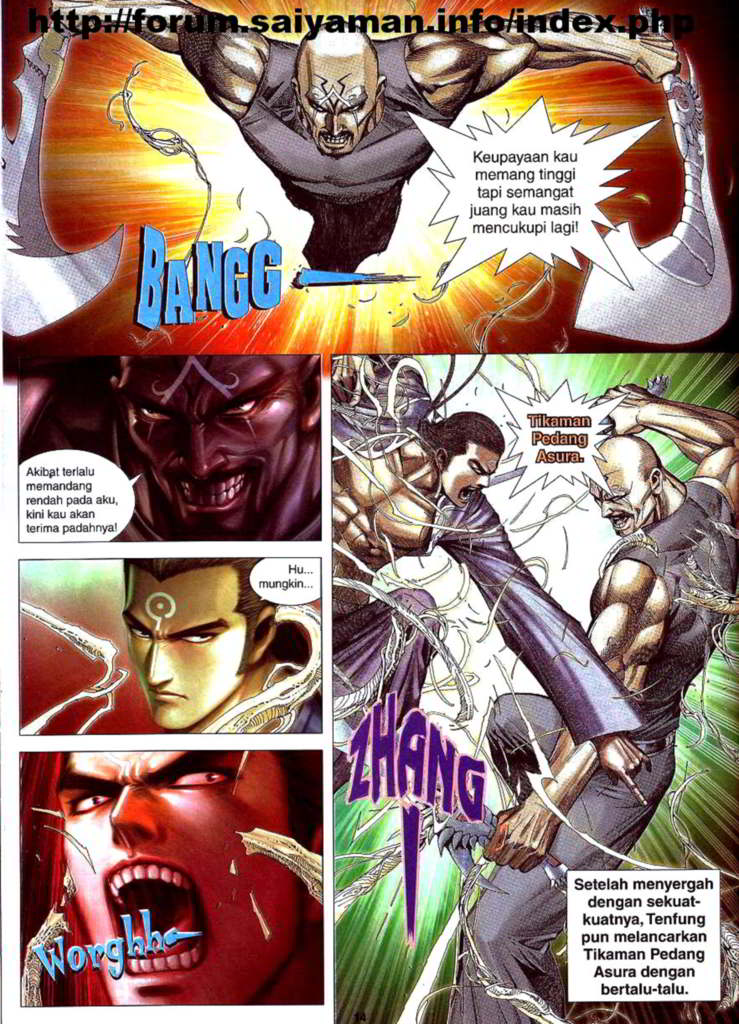 http://forum.saiyaman.info/index.php
Keupayaan kau
memang tinggi
tapi semangat
juang kau masih
mencukupi lagi!
BANGG
Akibat terlalu
memandang
rendah pada aku,
kini kau akan
terima padahnya!
Hu...
mungkin...
Worghhh
Tikaman
Pedang
Asura.
ZHANG
Setelah menyergah
dengan sekuat-
kuatnya, Tenfung
pun melancarkan
Tikaman Pedang
Asura dengan
bertalu-talu.
14